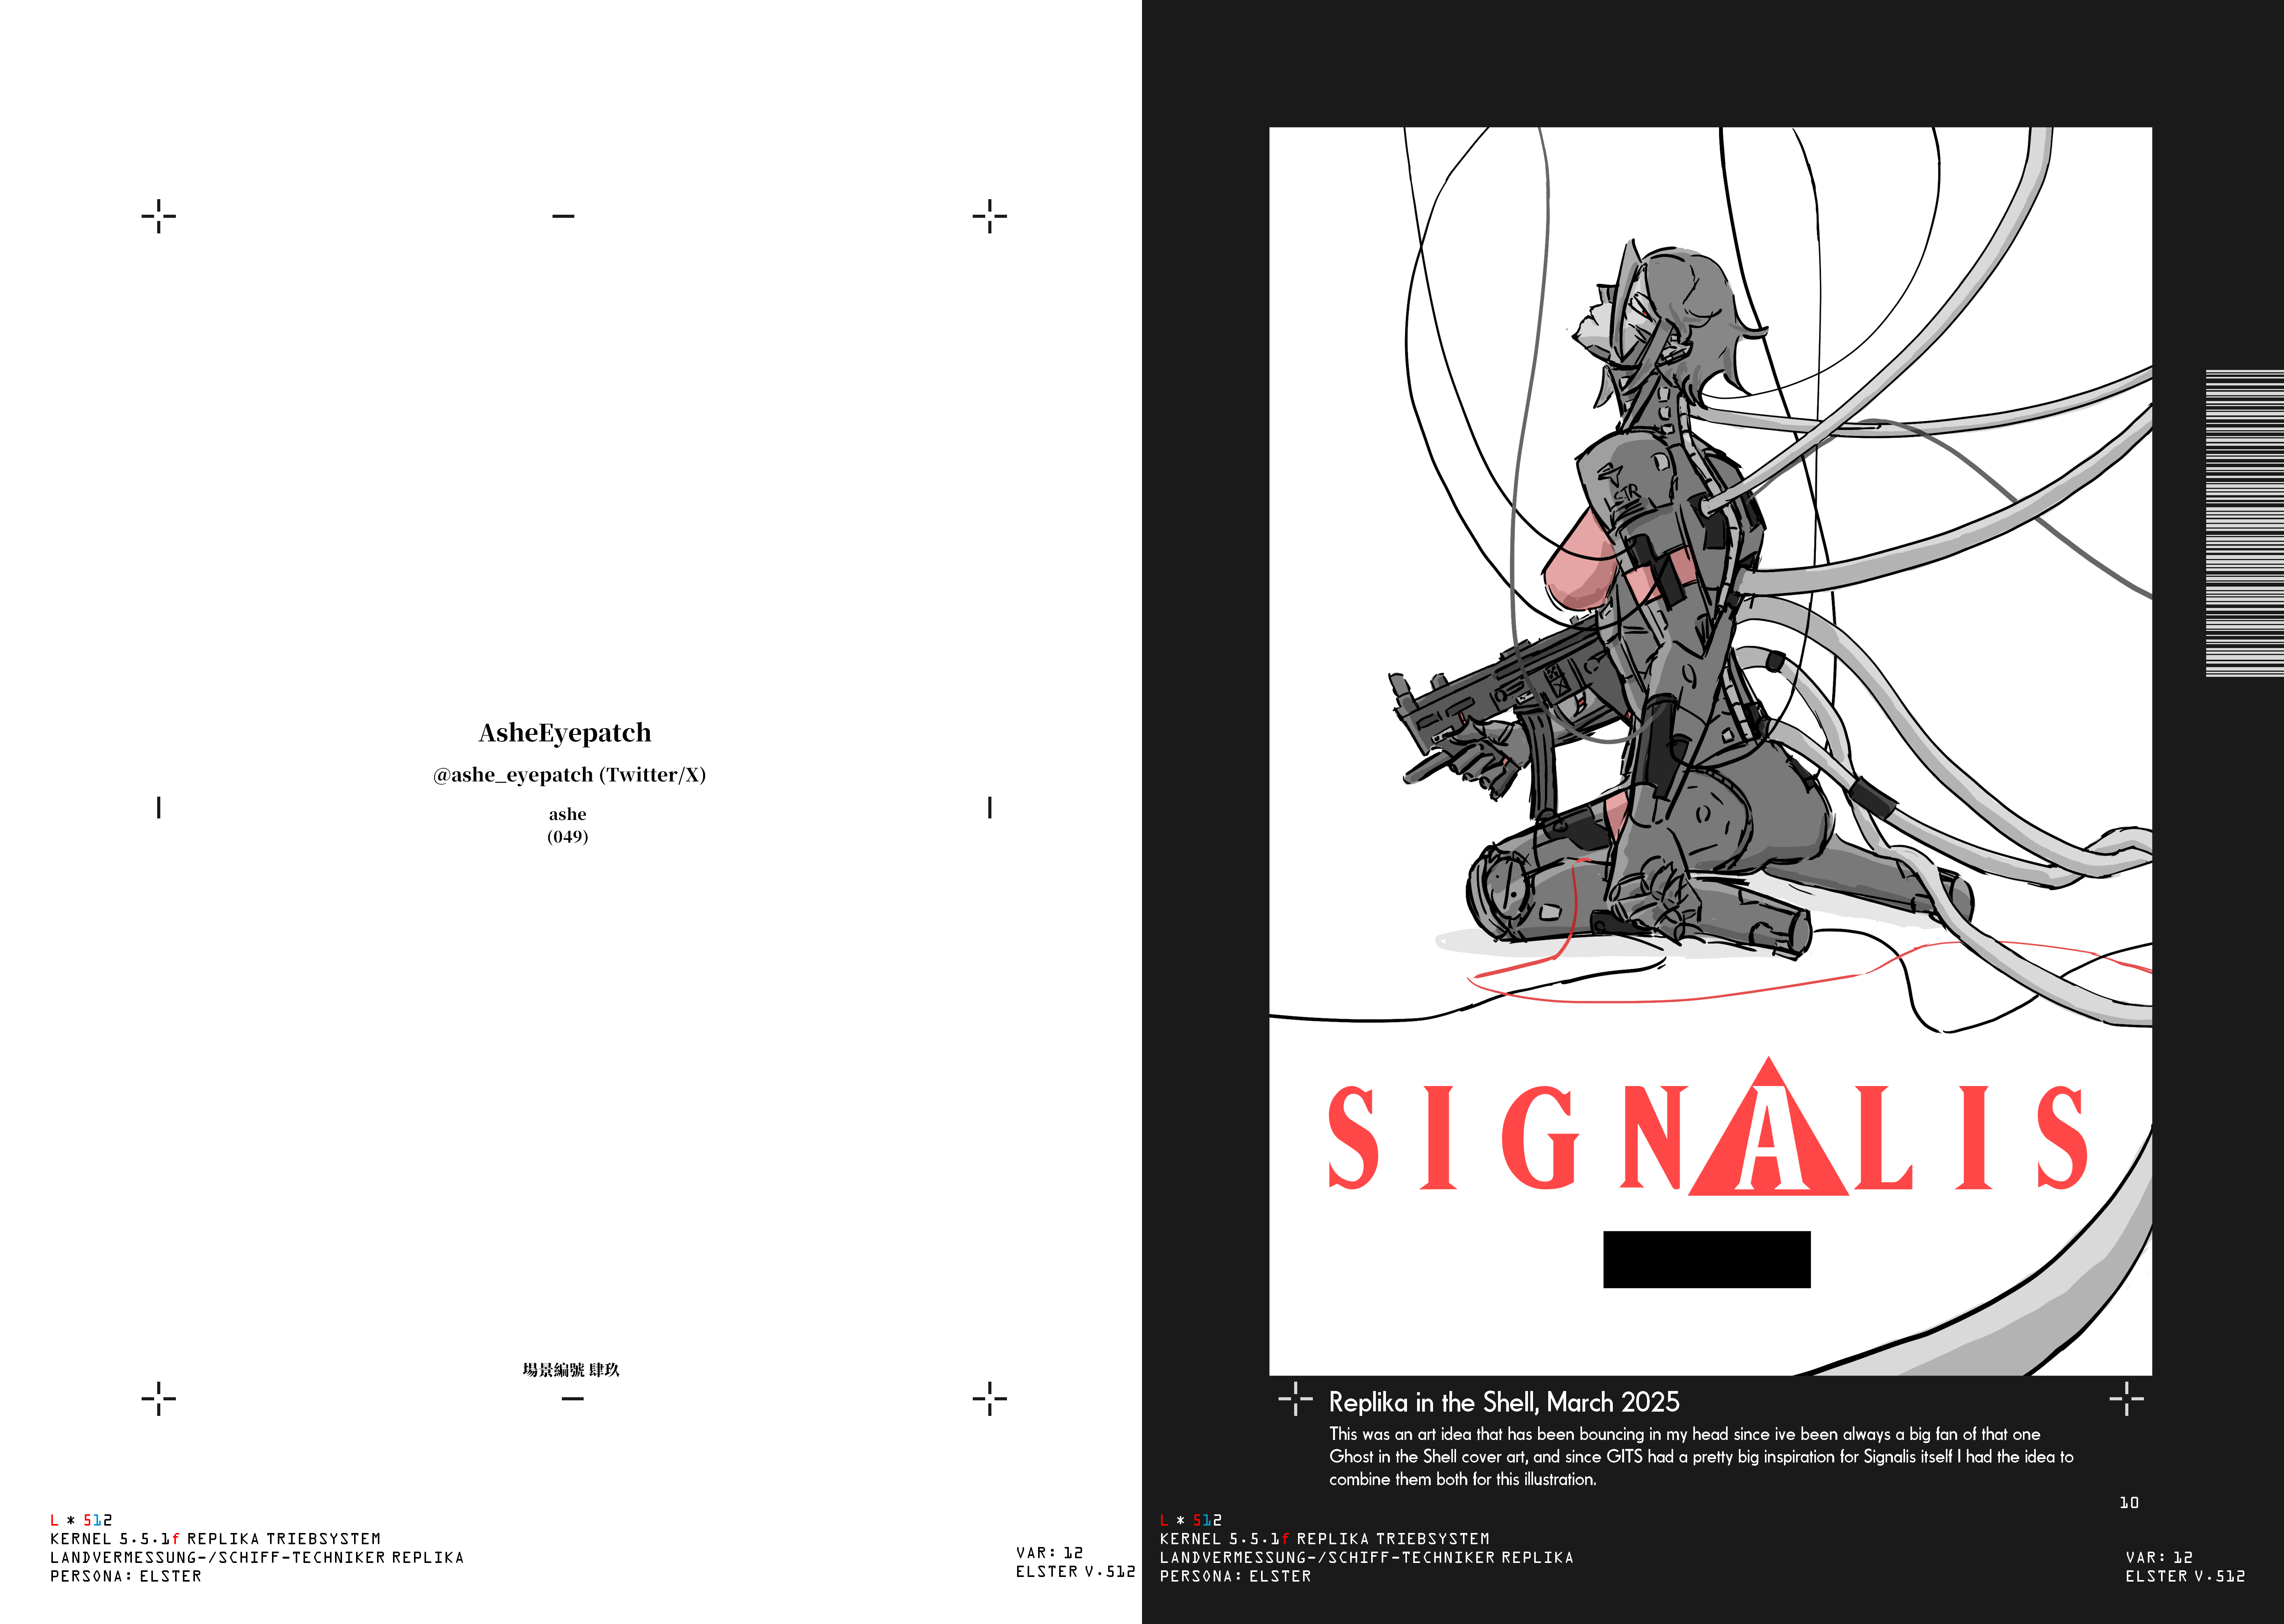 AsheEyepatch
@ashe_eyepatch (Twitter/X)
ashe
(049)
場景編號 肆玖
L * 512
KERNEL 5.5.1f REPLIKA TRIEBSYSTEM
LANDVERMESSUNG-/SCHIFF-TECHNIKER REPLIKA
PERSONA: ELSTER
VAR: 12
ELSTER V.512
LSTR
SIGNALIS
Replika in the Shell, March 2025
This was an art idea that has been bouncing in my head since ive been always a big fan of that one
Ghost in the Shell cover art, and since GITS had a pretty big inspiration for Signalis itself I had the idea to
combine them both for this illustration.
10
L * 512
KERNEL 5.5.1f REPLIKA TRIEBSYSTEM
LANDVERMESSUNG-/SCHIFF-TECHNIKER REPLIKA
PERSONA: ELSTER
VAR: 12
ELSTER V.512